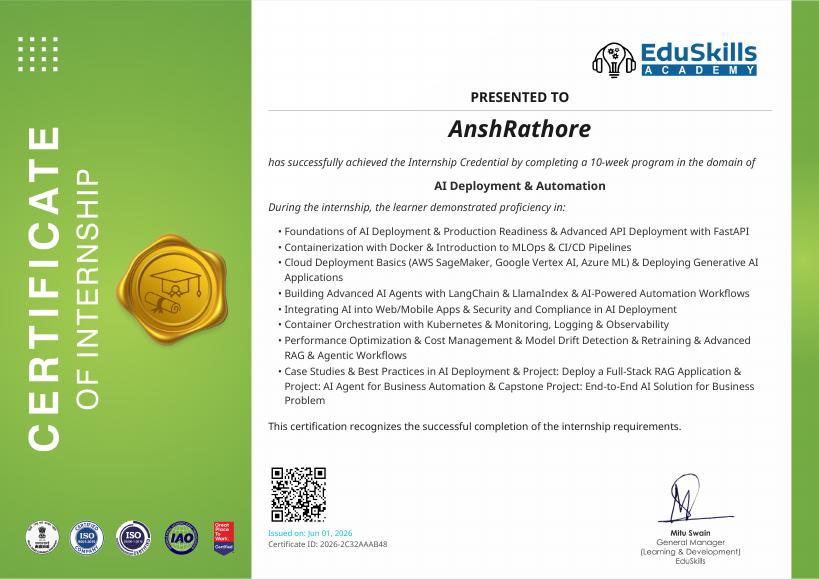 CERTIFICATE
OF INTERNSHIP
EduSkills
ACADEMY
PRESENTED TO
AnshRathore
has successfully achieved the Internship Credential by completing a 10-week program in the domain of
AI Deployment & Automation
During the internship, the learner demonstrated proficiency in:
• Foundations of AI Deployment & Production Readiness & Advanced API Deployment with FastAPI
• Containerization with Docker & Introduction to MLOps & CI/CD Pipelines
• Cloud Deployment Basics (AWS SageMaker, Google Vertex AI, Azure ML) & Deploying Generative AI
Applications
• Building Advanced AI Agents with LangChain & LlamaIndex & AI-Powered Automation Workflows
• Integrating AI into Web/Mobile Apps & Security and Compliance in AI Deployment
• Container Orchestration with Kubernetes & Monitoring, Logging & Observability
• Performance Optimization & Cost Management & Model Drift Detection & Retraining & Advanced
RAG & Agentic Workflows
• Case Studies & Best Practices in AI Deployment & Project: Deploy a Full-Stack RAG Application &
Project: AI Agent for Business Automation & Capstone Project: End-to-End AI Solution for Business
Problem
This certification recognizes the successful completion of the internship requirements.
Issued on: Jun 01, 2026
Certificate ID: 2026-2C32AAAB48
Mitu Swain
General Manager
(Learning & Development)
EduSkills
CERTIFIED
ISO
COMPANY
ISO
CERTIFIED
IAO
Great
Place
To
Work.
Certified